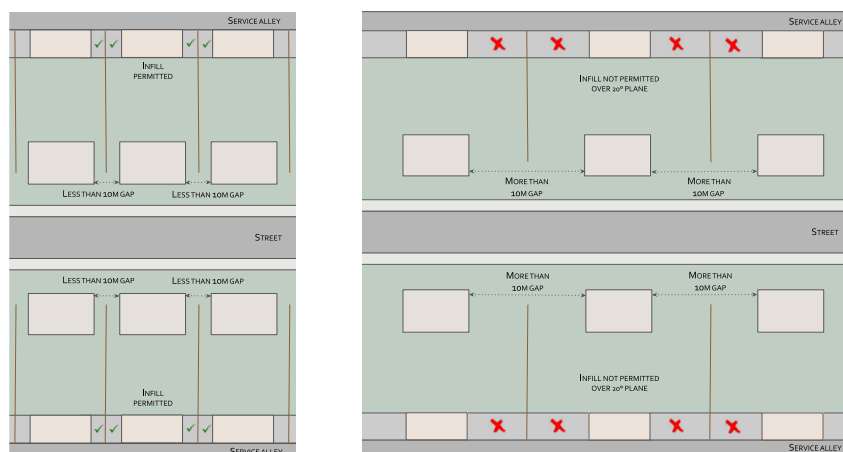 SERVICE ALLEY
INFILL
PERMITTED
LESS THAN 10M GAP
LESS THAN 10M GAP
STREET
LESS THAN 10M GAP
LESS THAN 10M GAP
INFILL
PERMITTED
SERVICE ALLEY
SERVICE ALLEY
INFILL NOT PERMITTED
OVER 20° PLANE
MORE THAN
10M GAP
MORE THAN
10M GAP
STREET
MORE THAN
10M GAP
MORE THAN
10M GAP
INFILL NOT PERMITTED
OVER 20° PLANE
SERVICE ALLEY